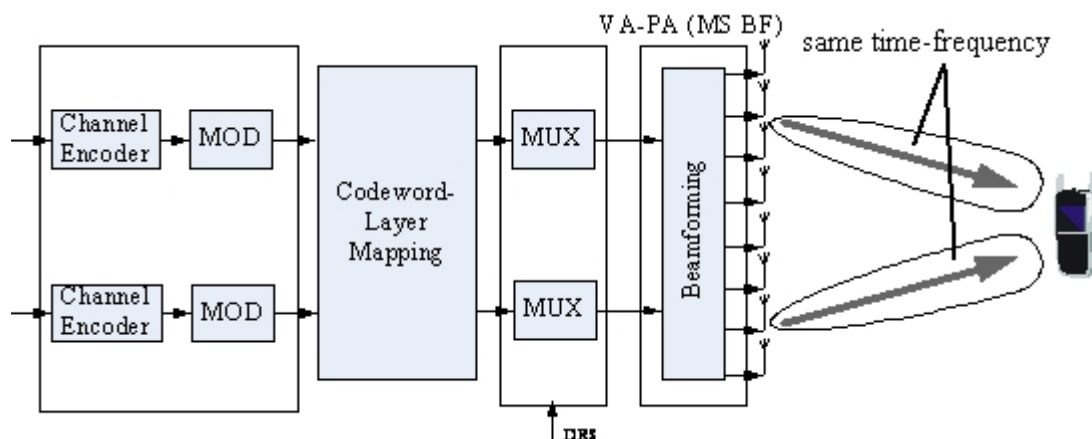 VA-PA (MS BF)
same time-frequency
Channel
Encoder
MOD
Codeword-
Layer
Mapping
MUX
Beamforming
Channel
Encoder
MOD
MUX
DRS